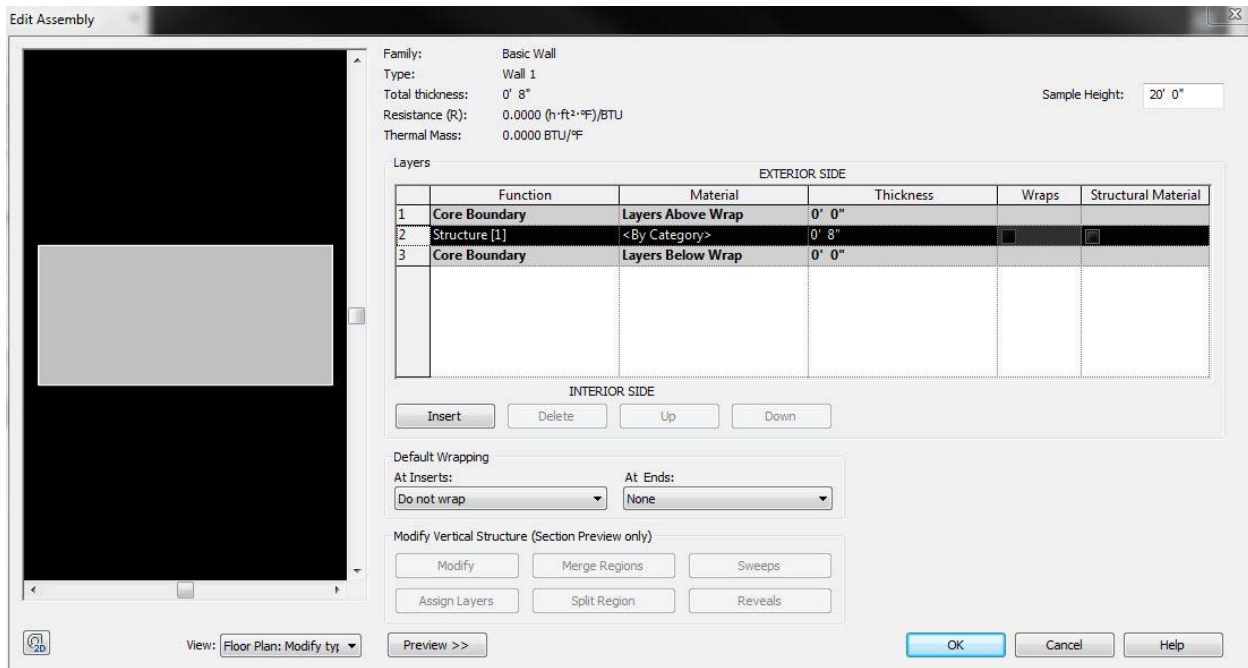 Edit Assembly
Family: Basic Wall
Type: Wall 1
Total thickness: 0' 8"
Sample Height: 20' 0"
Resistance (R): 0.0000 (h·ft²·°F)/BTU
Thermal Mass: 0.0000 BTU/°F
Layers
EXTERIOR SIDE
Function Material Thickness Wraps Structural Material
1 Core Boundary Layers Above Wrap 0' 0"
2 Structure [1] <By Category> 0' 8"
3 Core Boundary Layers Below Wrap 0' 0"
INTERIOR SIDE
Insert Delete Up Down
Default Wrapping
At Inserts: At Ends:
Do not wrap None
Modify Vertical Structure (Section Preview only)
Modify Merge Regions Sweeps
Assign Layers Split Region Reveals
2D View: Floor Plan: Modify typ Preview >> OK Cancel Help